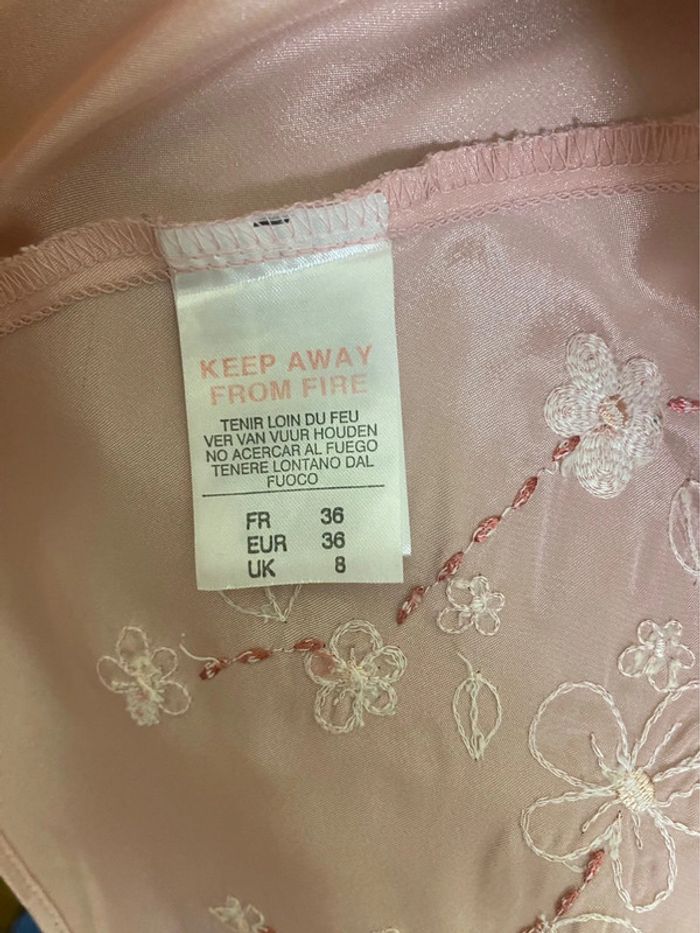 KEEP AWAY
FROM FIRE
TENIR LOIN DU FEU
VER VAN VUUR HOUDEN
NO ACERCAR AL FUEGO
TENERE LONTANO DAL
FUOCO
FR 36
EUR 36
UK 8